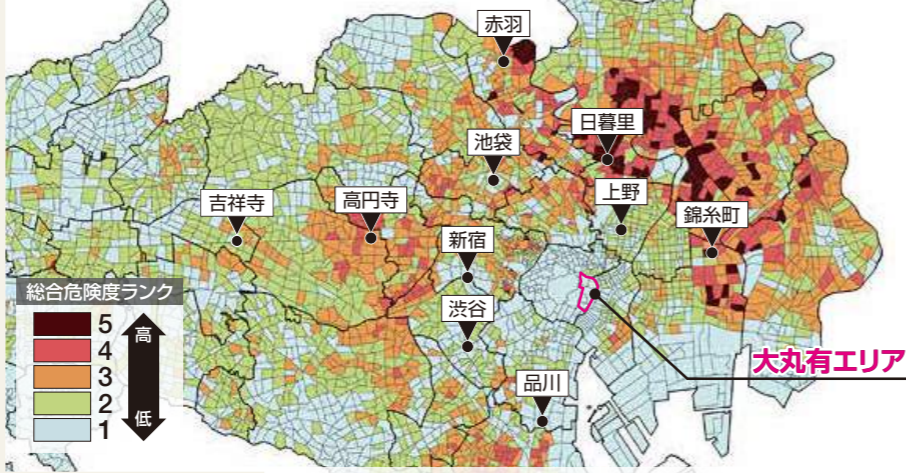 赤羽
日暮里
池袋
上野
吉祥寺
高円寺
錦糸町
新宿
総合危険度ランク
渋谷
5
高
4
3
大丸有エリア
品川
2
低
1